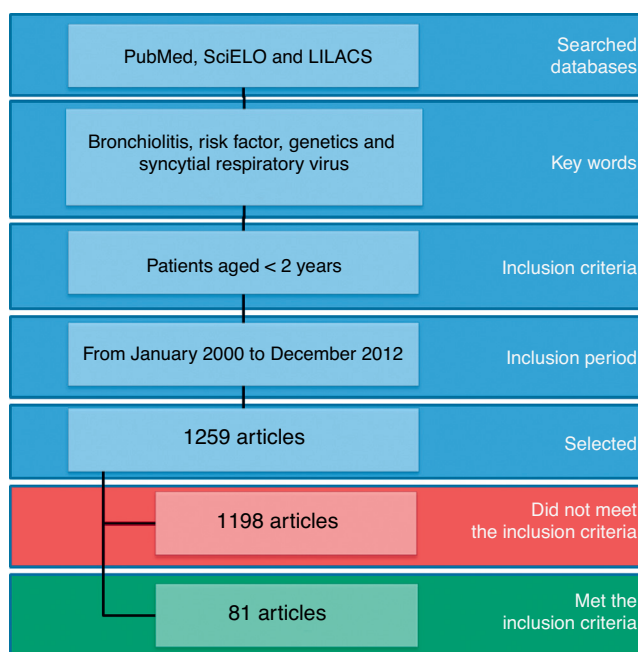 PubMed, SciELO and LILACS
Searched
databases
Bronchiolitis, risk factor, genetics and
syncytial respiratory virus
Key words
Patients aged < 2 years
Inclusion criteria
From January 2000 to December 2012
Inclusion period
1259 articles
Selected
1198 articles
Did not meet
the inclusion criteria
81 articles
Met the
inclusion criteria